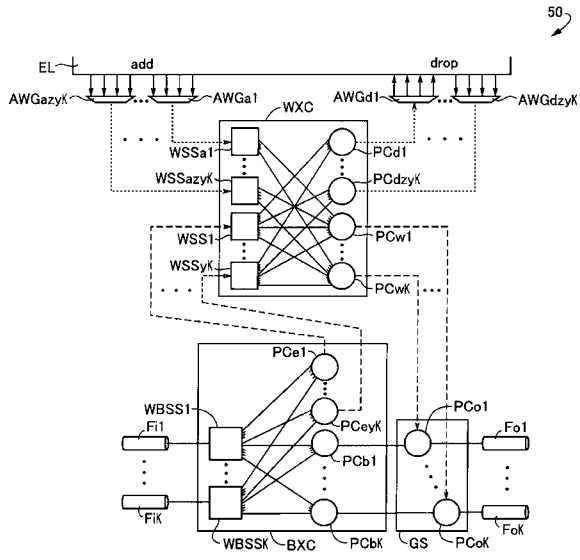 50
EL
add
drop
AWGazyK
AWGa1
AWGd1
AWGdzyK
WXC
WSSa1
PCd1
WSSazyK
PCdzyK
WSS1
PCw1
WSSyK
PCwK
PCe1
WBSS1
PCeyK
PCo1
Fi1
PCb1
Fo1
FiK
FoK
WBSSK
BXC
PCbK
GS
PCoK